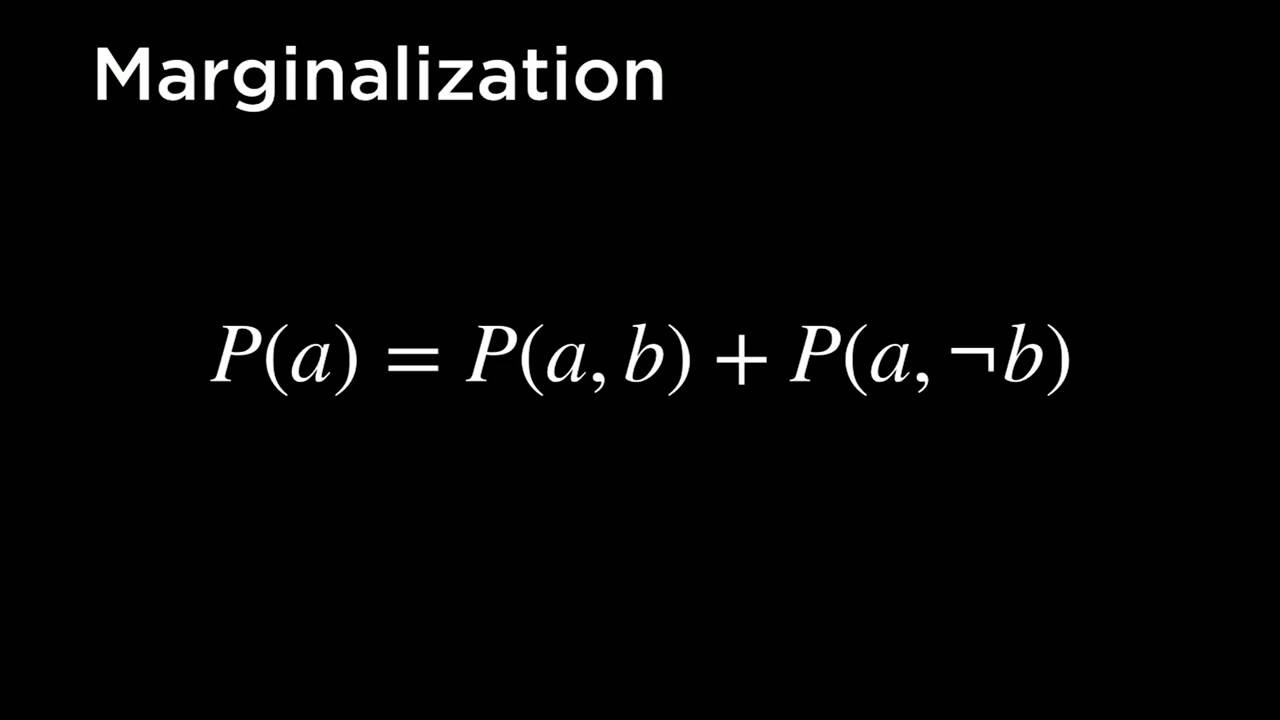 Marginalization
P(a) = P(a, b) + P(a, ¬b)